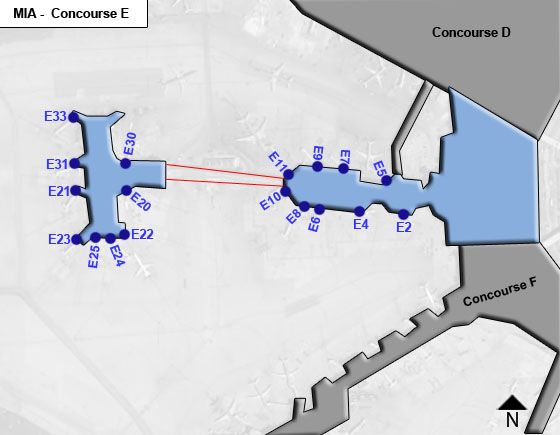 MIA - Concourse E
Concourse D
E33
E30
E31
E21
E20
E23
E25
E24
E22
E11
E9
E7
E5
E10
E8
E6
E4
E2
Concourse F
N